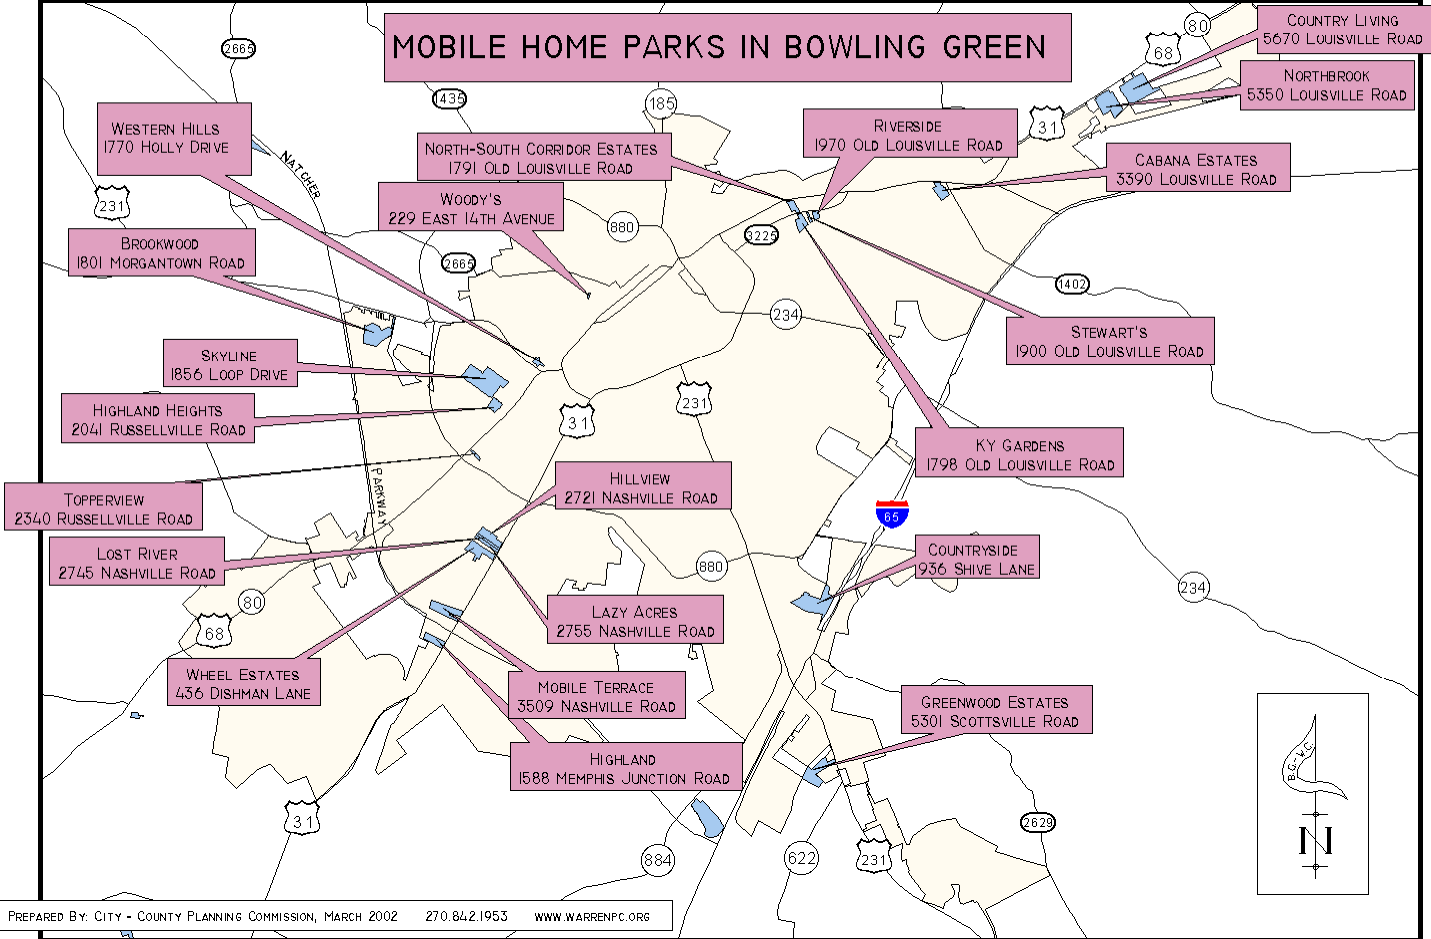 MOBILE HOME PARKS IN BOWLING GREEN
COUNTRY LIVING
5670 LOUISVILLE ROAD
NORTHBROOK
5350 LOUISVILLE ROAD
80
68
31
2665
1435
185
WESTERN HILLS
1770 HOLLY DRIVE
NATCHER
NORTH-SOUTH CORRIDOR ESTATES
1791 OLD LOUISVILLE ROAD
RIVERSIDE
1970 OLD LOUISVILLE ROAD
CABANA ESTATES
3390 LOUISVILLE ROAD
231
WOODY'S
229 EAST 14TH AVENUE
880
3225
BROOKWOOD
1801 MORGANTOWN ROAD
2665
1402
234
STEWART'S
1900 OLD LOUISVILLE ROAD
SKYLINE
1856 LOOP DRIVE
HIGHLAND HEIGHTS
2041 RUSSELLVILLE ROAD
31
231
KY GARDENS
1798 OLD LOUISVILLE ROAD
TOPPERVIEW
2340 RUSSELLVILLE ROAD
PARKWAY
HILLVIEW
2721 NASHVILLE ROAD
65
LOST RIVER
2745 NASHVILLE ROAD
COUNTRYSIDE
936 SHIVE LANE
880
234
80
68
LAZY ACRES
2755 NASHVILLE ROAD
WHEEL ESTATES
436 DISHMAN LANE
MOBILE TERRACE
3509 NASHVILLE ROAD
GREENWOOD ESTATES
5301 SCOTTSVILLE ROAD
HIGHLAND
1588 MEMPHIS JUNCTION ROAD
B.G.-W.C.
N
31
2629
884
622
231
PREPARED BY: CITY - COUNTY PLANNING COMMISSION, MARCH 2002 270.842.1953 WWW.WARRENPC.ORG